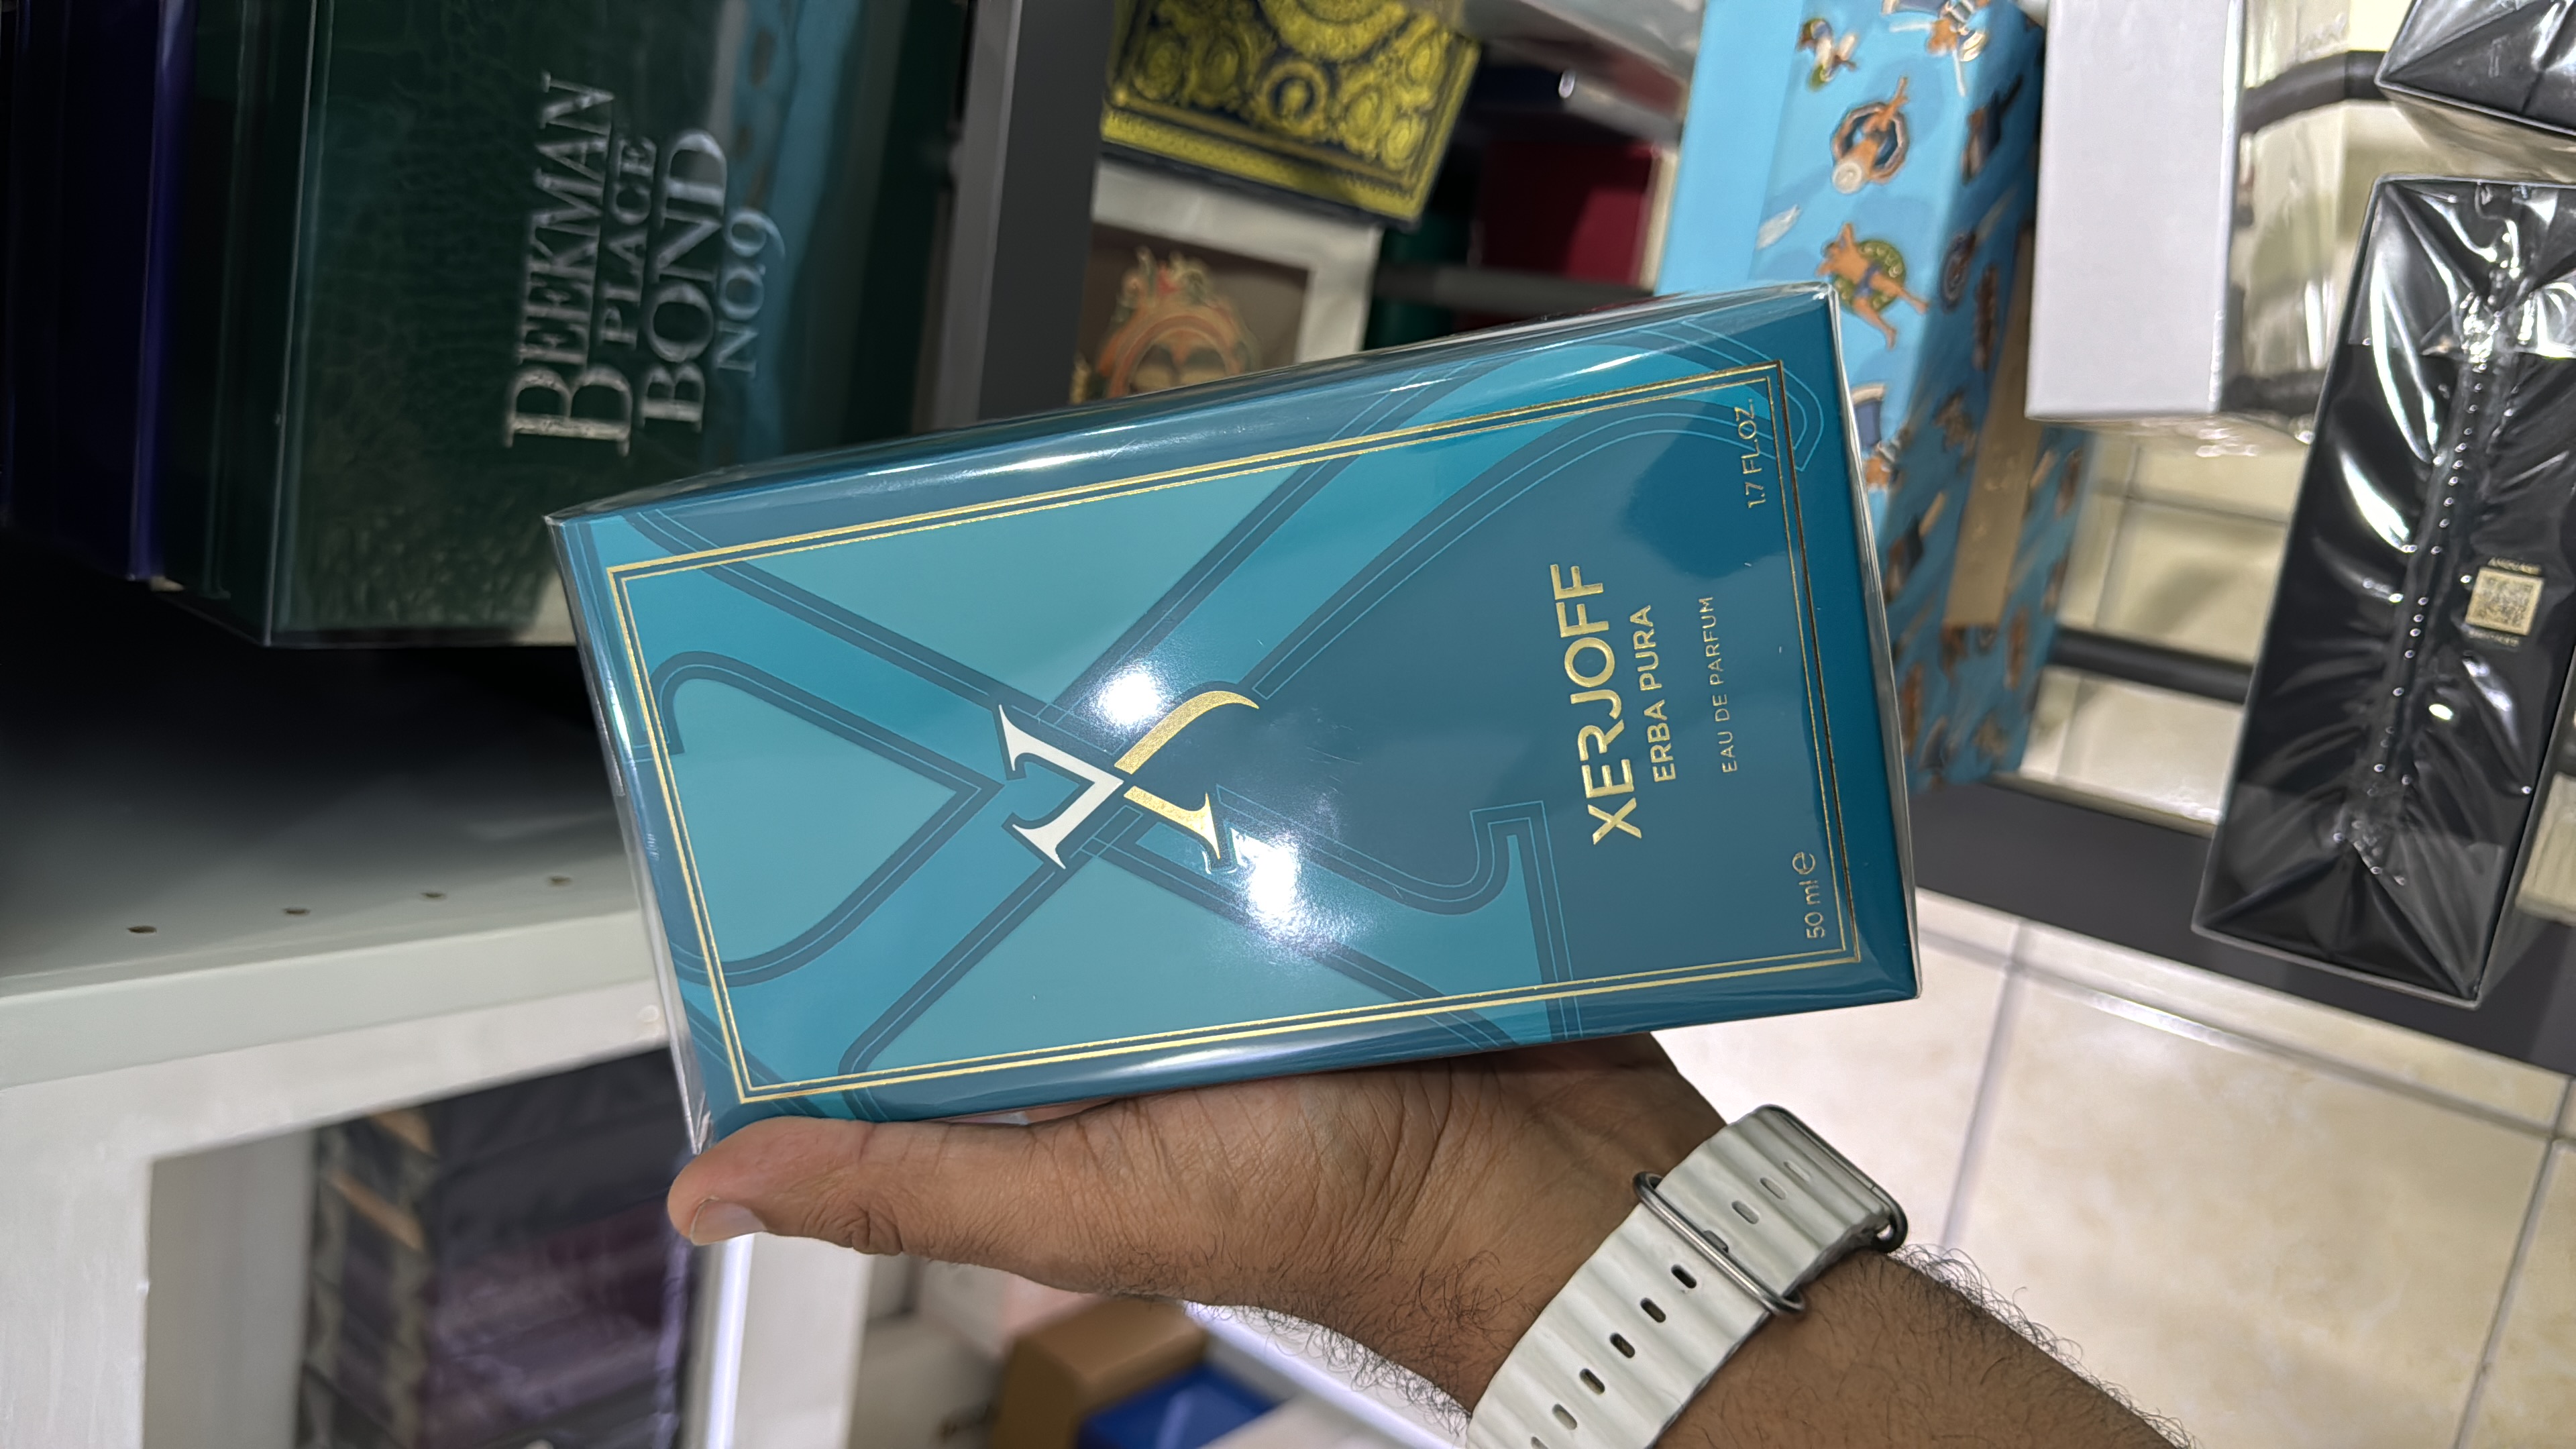 XERJOFF
ERBA PURA
EAU DE PARFUM
50 ml ℮
1.7 FL.OZ.
BEEKMAN
PLACE
BOND
NO.9